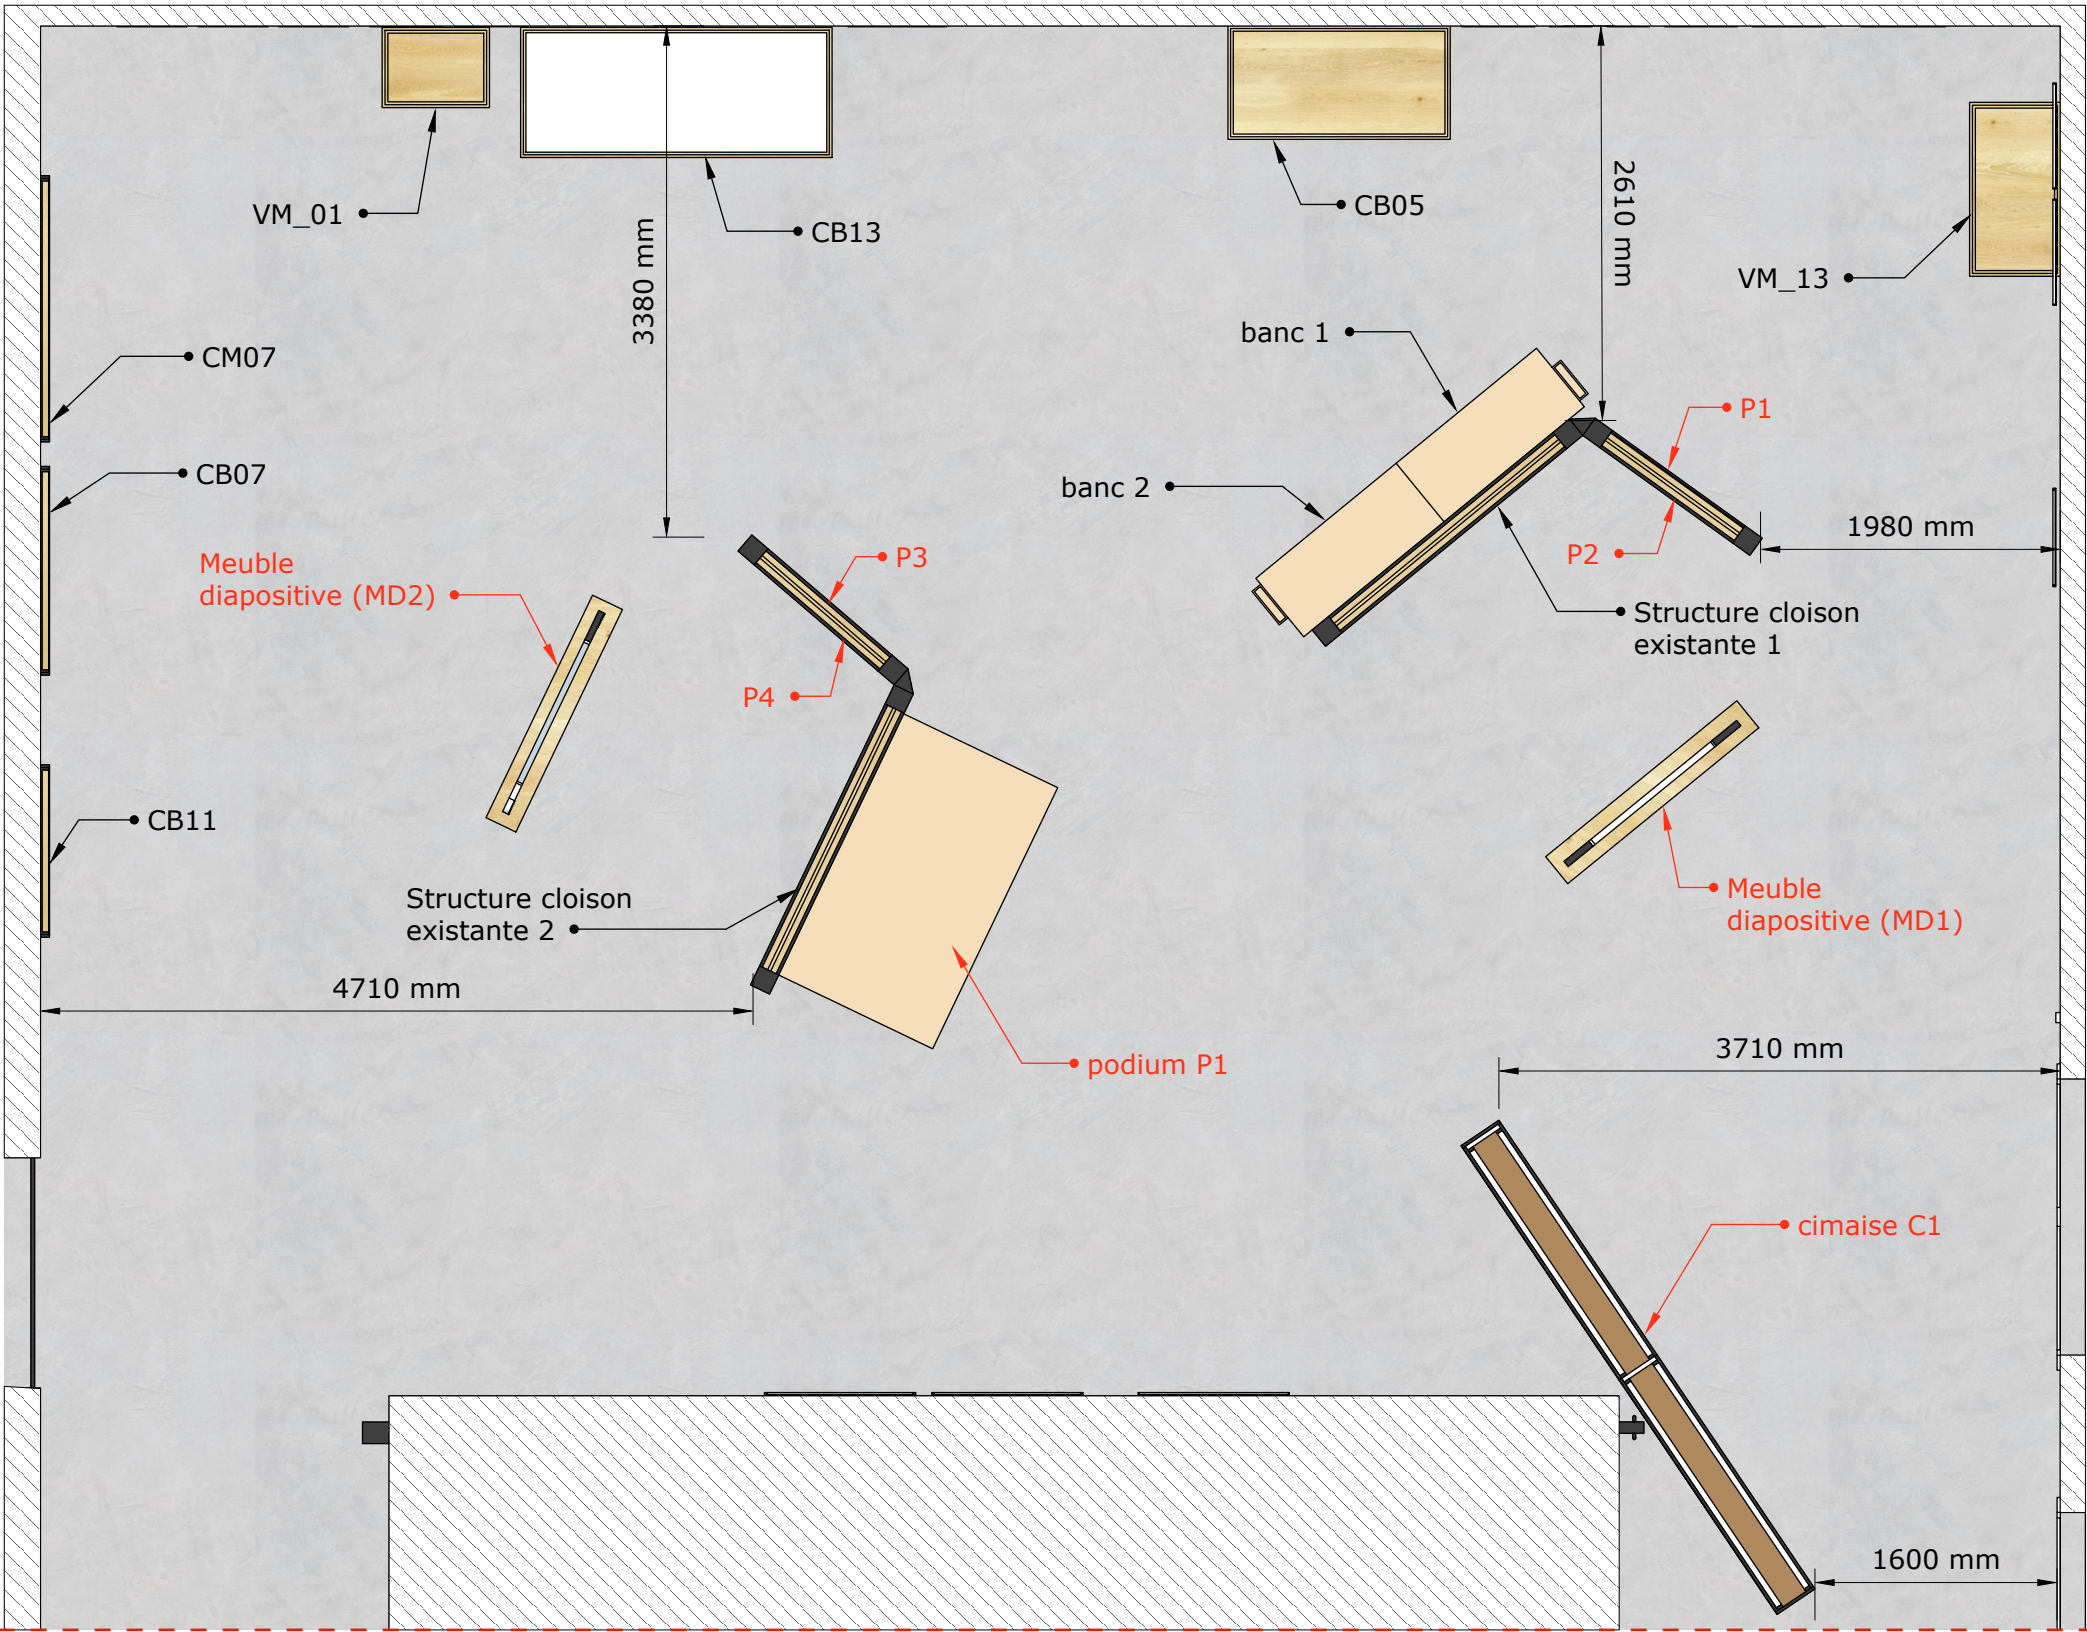 VM_01
CB13
3380 mm
CB05
2610 mm
VM_13
CM07
banc 1
P1
CB07
banc 2
1980 mm
P2
Meuble
diapositive (MD2)
P3
Structure cloison
existante 1
P4
CB11
Structure cloison
existante 2
Meuble
diapositive (MD1)
4710 mm
podium P1
3710 mm
cimaise C1
1600 mm